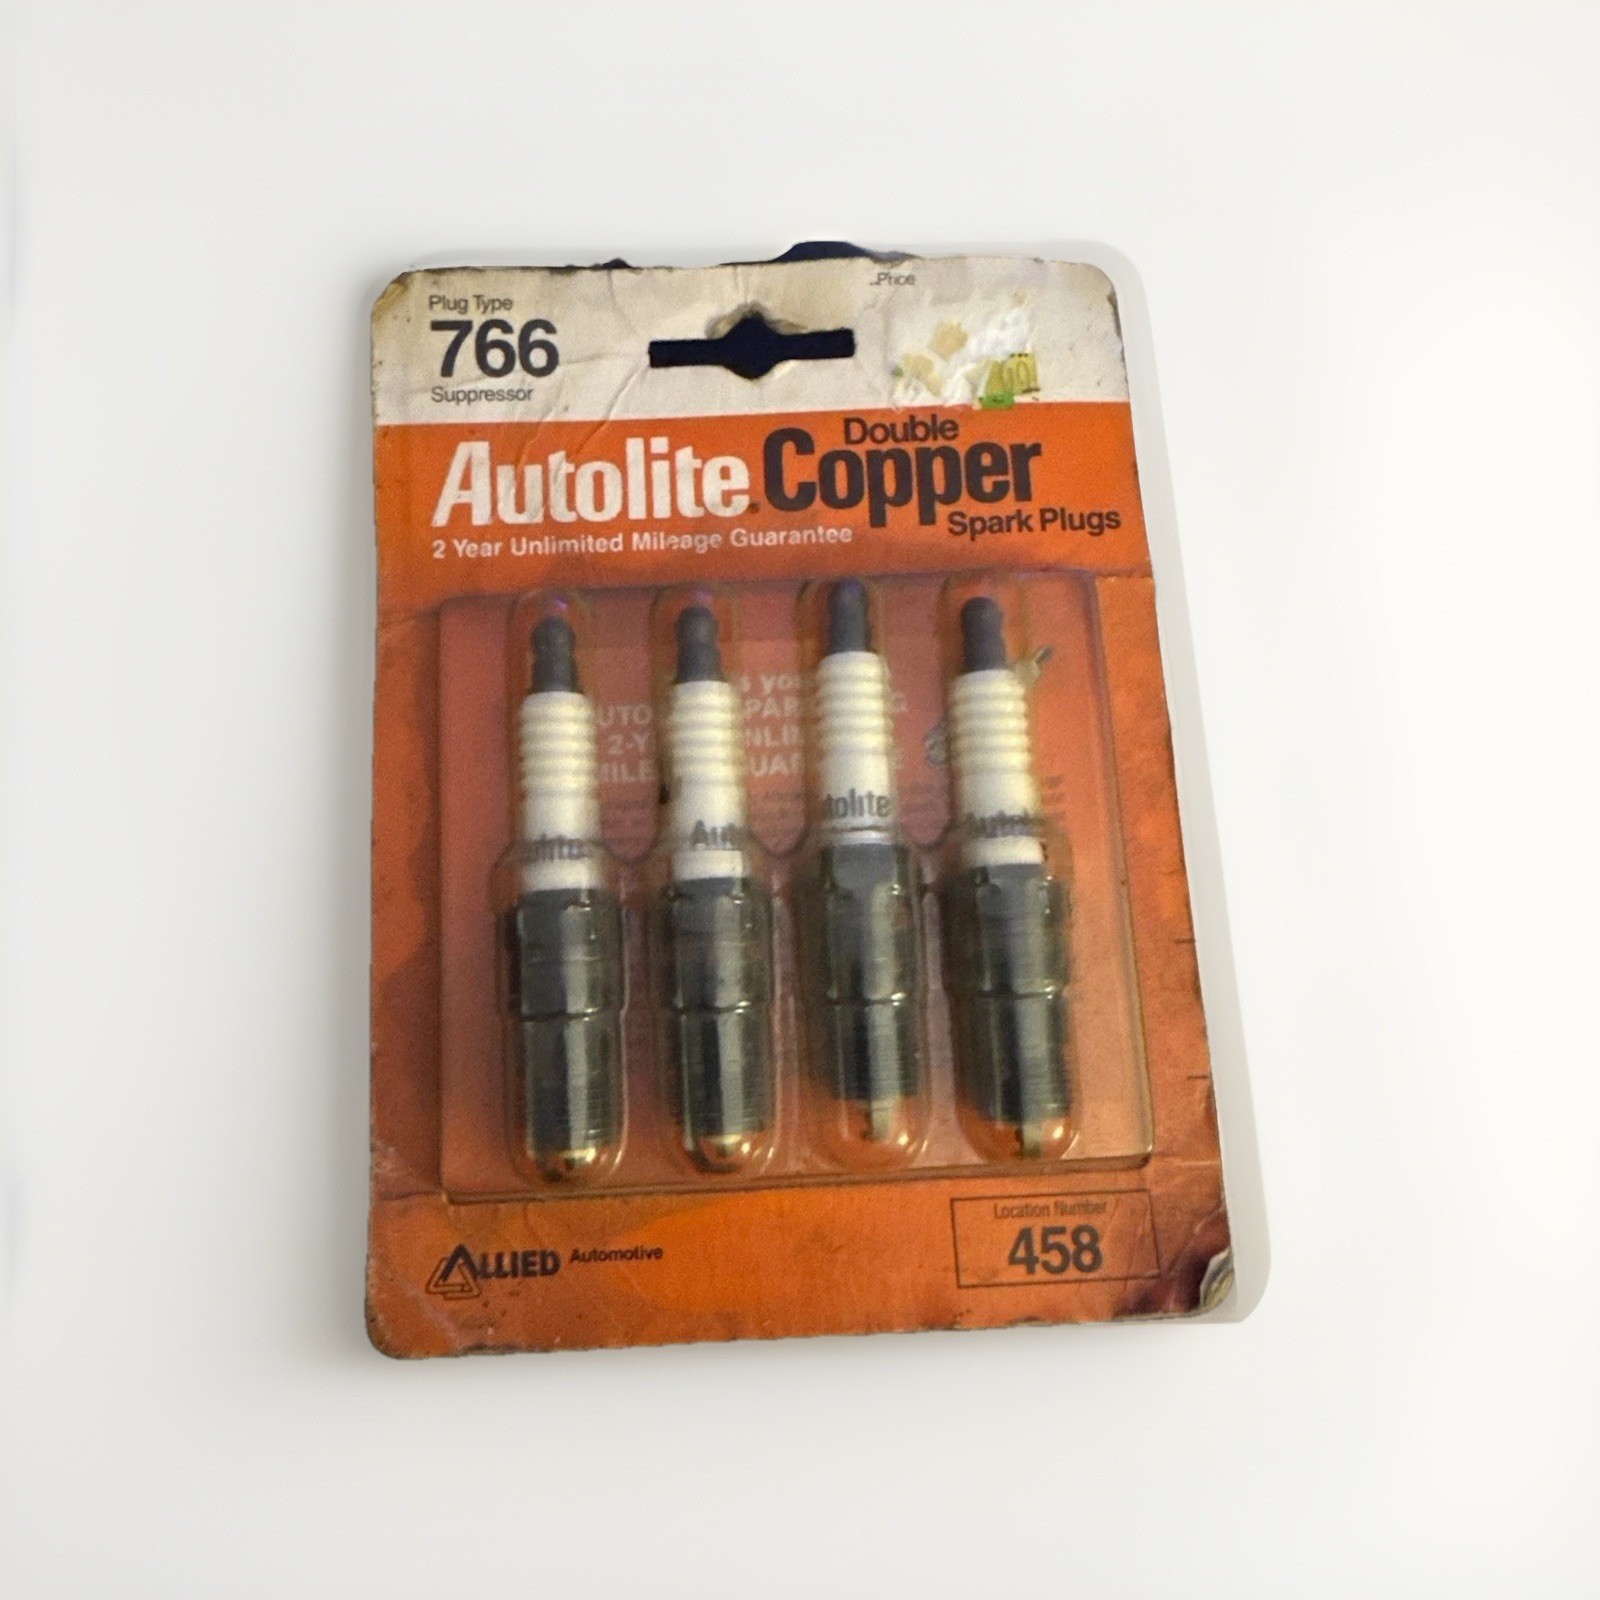 Plug Type
766
Suppressor
Price
Autolite Double Copper
Spark Plugs
2 Year Unlimited Mileage Guarantee
ALLIED Automotive
Location Number
458